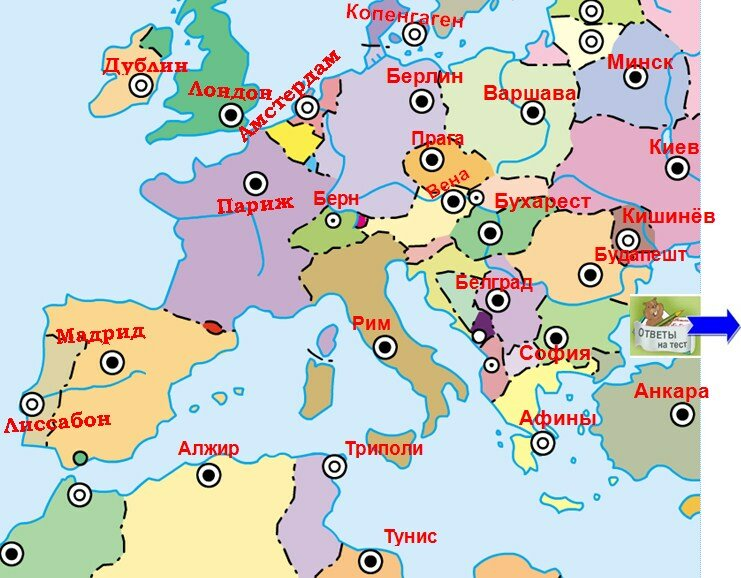 Копенгаген
Дублин
Лондон
Амстердам
Берлин
Минск
Варшава
Прага
Киев
Париж
Берн
Вена
Бухарест
Кишинёв
Будапешт
Белград
Мадрид
Рим
София
ОТВЕТЫ
на тест
Лиссабон
Анкара
Афины
Алжир
Триполи
Тунис